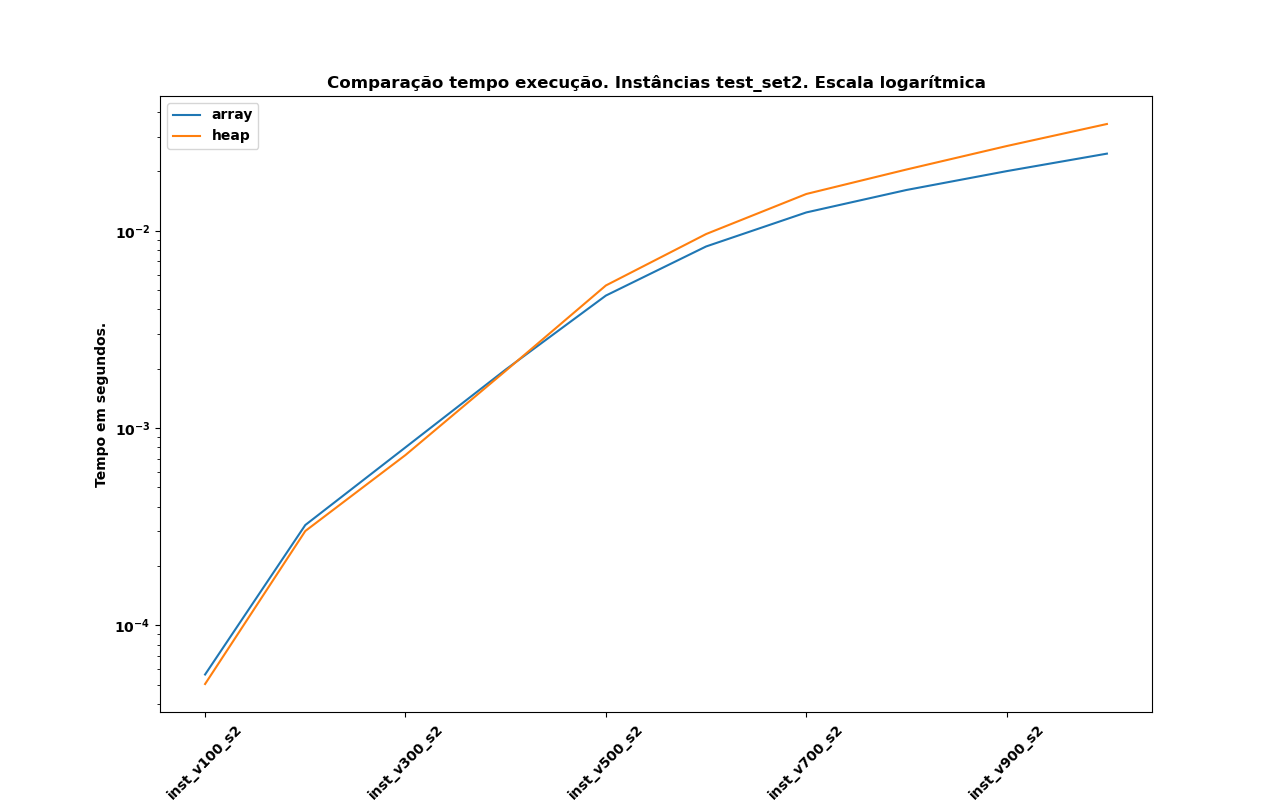 Comparação tempo execução. Instâncias test_set2. Escala logarítmica
array
heap
Tempo em segundos.
10⁻²
10⁻³
10⁻⁴
inst_v100_s2
inst_v300_s2
inst_v500_s2
inst_v700_s2
inst_v900_s2